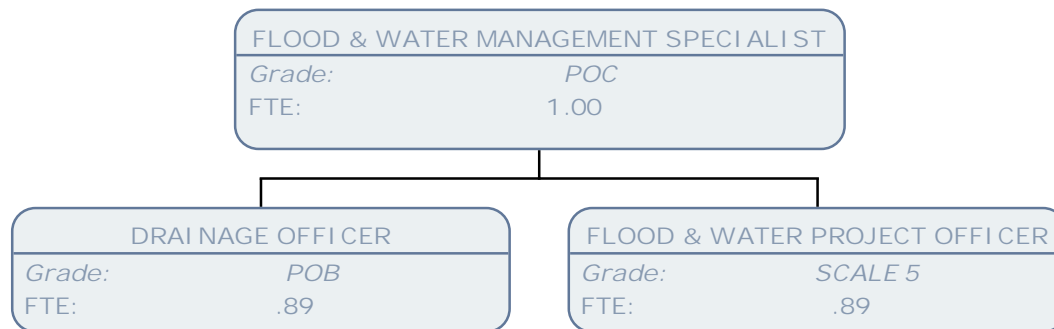 FLOOD & WATER MANAGEMENT SPECIALIST
Grade: POC
FTE: 1.00
DRAINAGE OFFICER
Grade: POB
FTE: .89
FLOOD & WATER PROJECT OFFICER
Grade: SCALE 5
FTE: .89